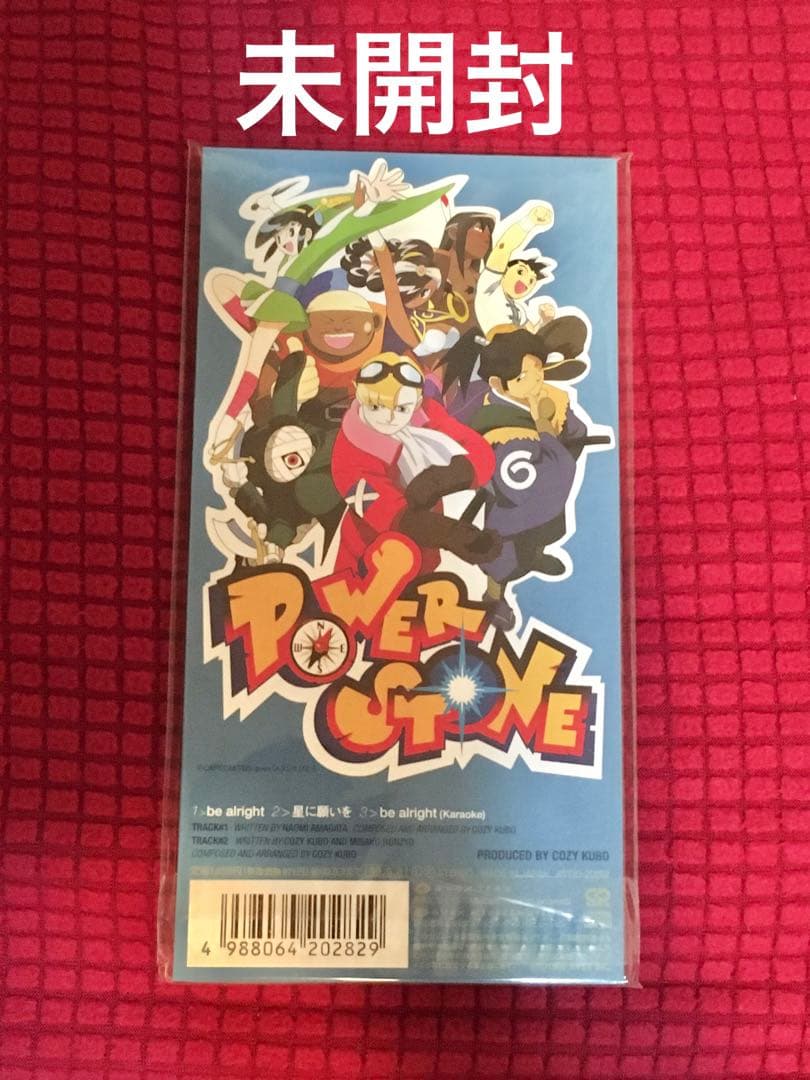 未開封
POWER
STONE
1>be alright 2>星に願いを 3>be alright (Karaoke)
TRACK#1 WRITTEN BY NAOMI AMAGATA COMPOSED AND ARRANGED BY COZY KUBO
TRACK#2 WRITTEN BY COZY KUBO AND MISAKO
COMPOSED AND ARRANGED BY COZY KUBO
PRODUCED BY COZY KUBO
4 988064 202829